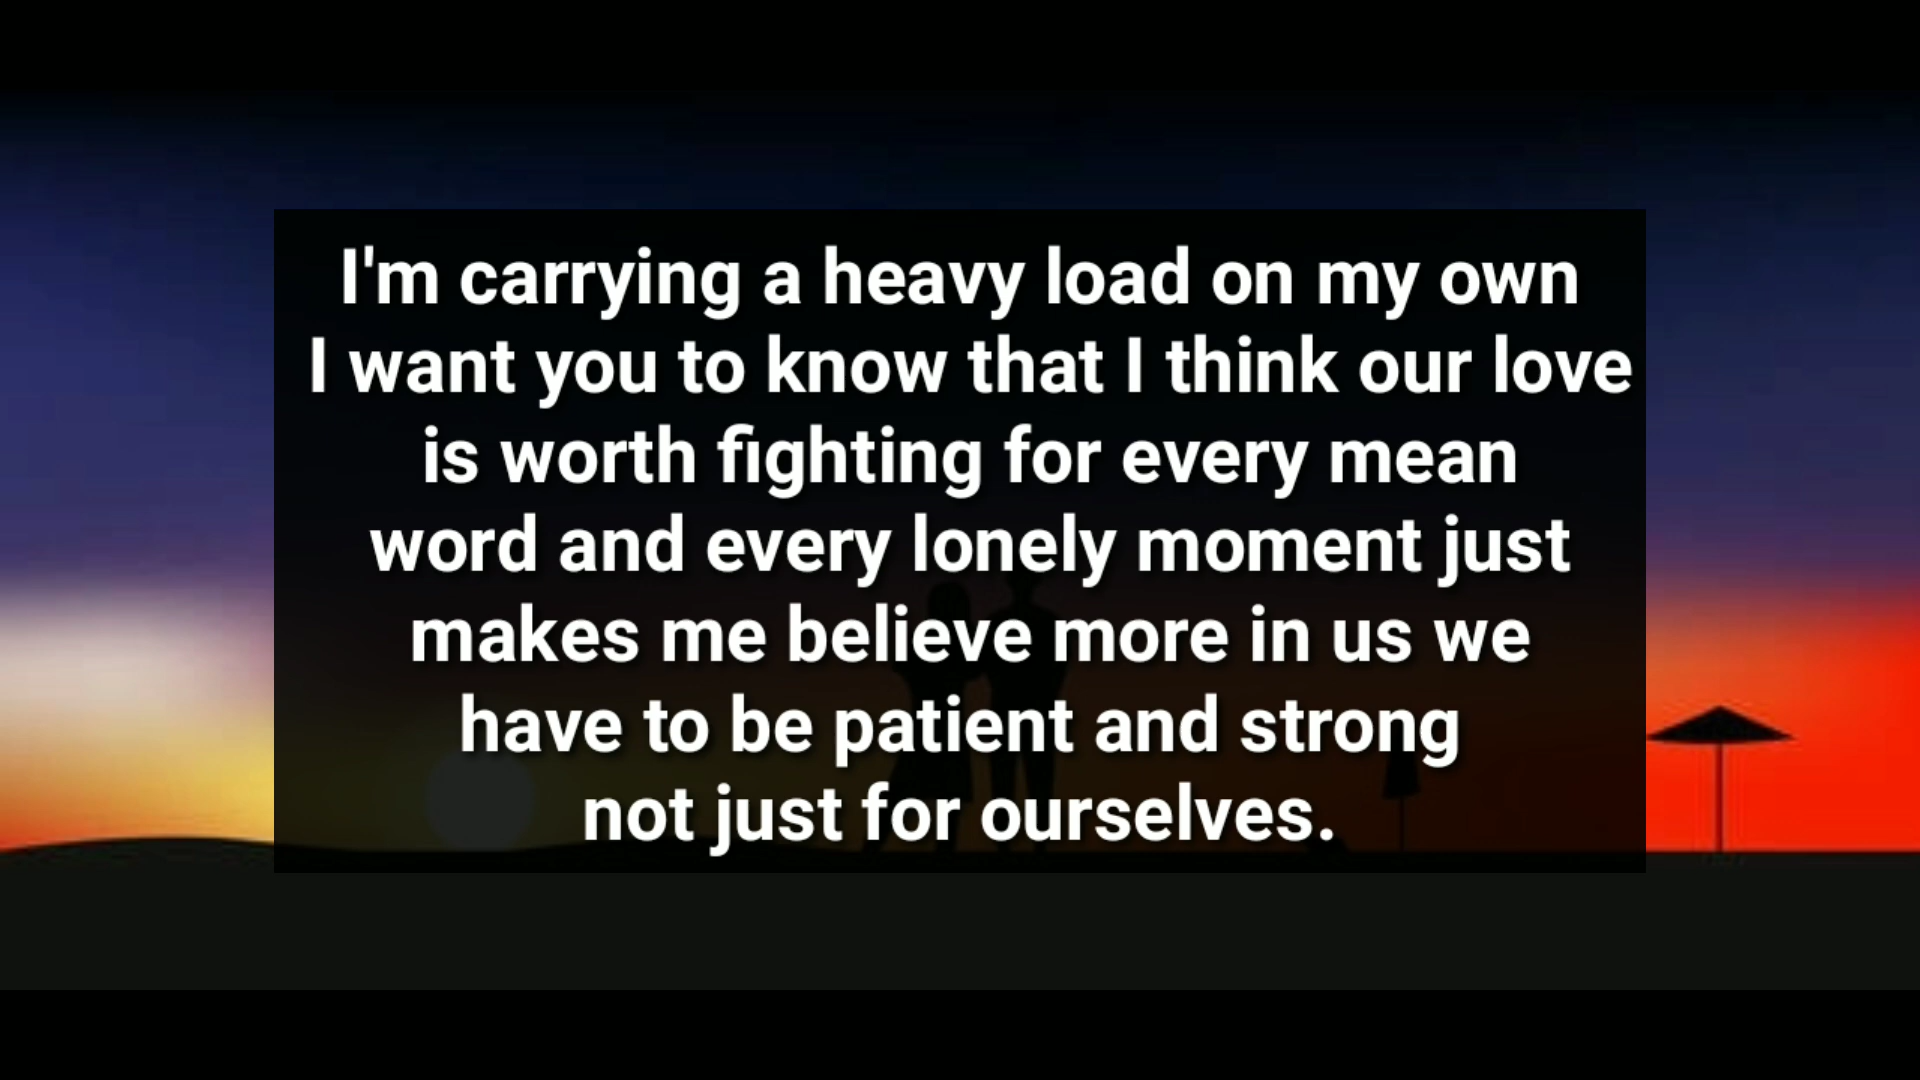 I'm carrying a heavy load on my own
I want you to know that I think our love
is worth fighting for every mean
word and every lonely moment just
makes me believe more in us we
have to be patient and strong
not just for ourselves.